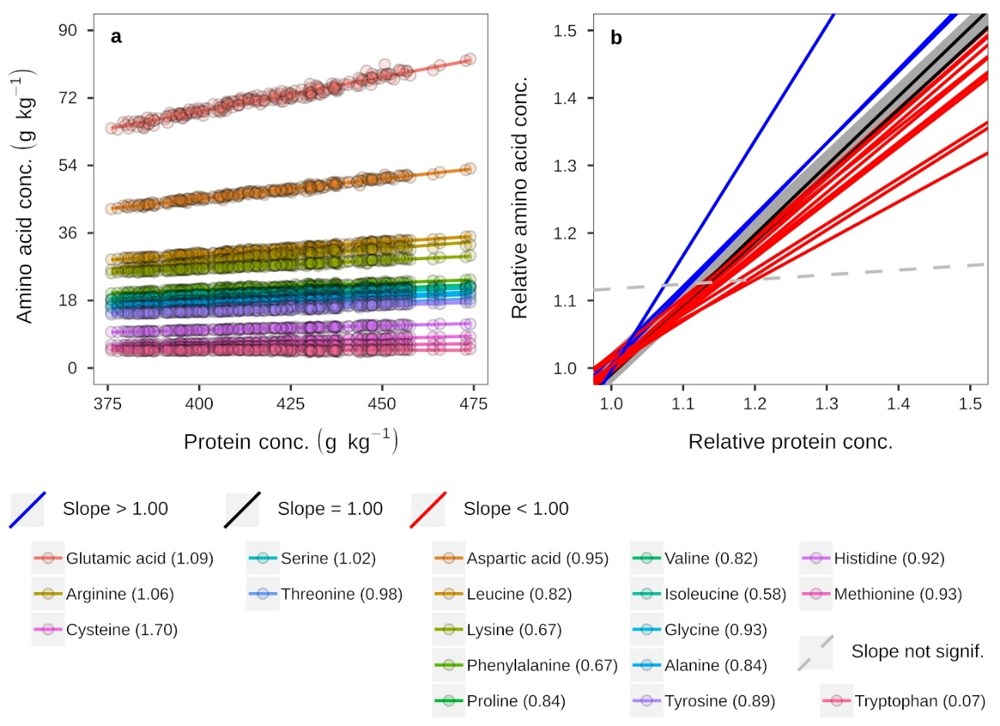 a
90
72
54
36
18
0
Amino acid conc. (g kg⁻¹)
375 400 425 450 475
Protein conc. (g kg⁻¹)
b
1.5
1.4
1.3
1.2
1.1
1.0
Relative amino acid conc.
1.0 1.1 1.2 1.3 1.4 1.5
Relative protein conc.
Slope > 1.00
Glutamic acid (1.09)
Arginine (1.06)
Cysteine (1.70)
Slope = 1.00
Serine (1.02)
Threonine (0.98)
Slope < 1.00
Aspartic acid (0.95)
Leucine (0.82)
Lysine (0.67)
Phenylalanine (0.67)
Proline (0.84)
Valine (0.82)
Isoleucine (0.58)
Glycine (0.93)
Alanine (0.84)
Tyrosine (0.89)
Histidine (0.92)
Methionine (0.93)
Slope not signif.
Tryptophan (0.07)